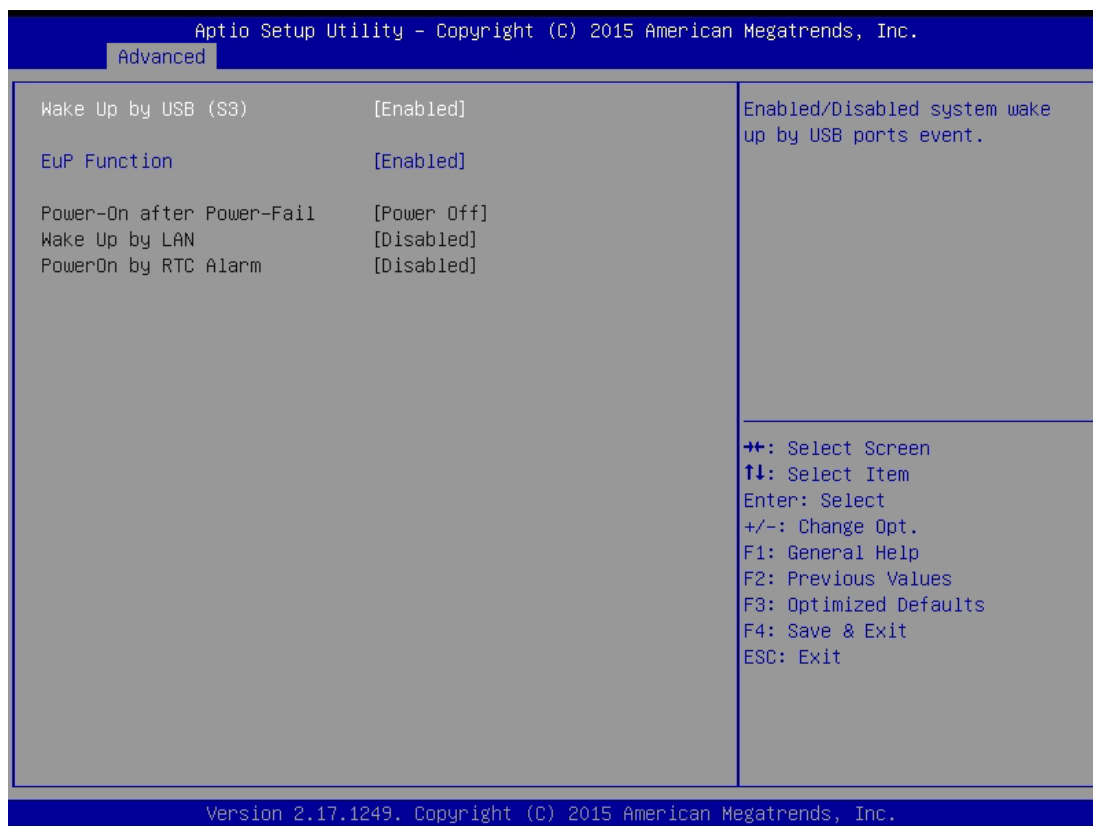 Aptio Setup Utility – Copyright (C) 2015 American Megatrends, Inc.
Advanced
Wake Up by USB (S3) [Enabled]
EuP Function [Enabled]
Power-On after Power-Fail [Power Off]
Wake Up by LAN [Disabled]
PowerOn by RTC Alarm [Disabled]
Enabled/Disabled system wake
up by USB ports event.
→←: Select Screen
↑↓: Select Item
Enter: Select
+/-: Change Opt.
F1: General Help
F2: Previous Values
F3: Optimized Defaults
F4: Save & Exit
ESC: Exit
Version 2.17.1249. Copyright (C) 2015 American Megatrends, Inc.